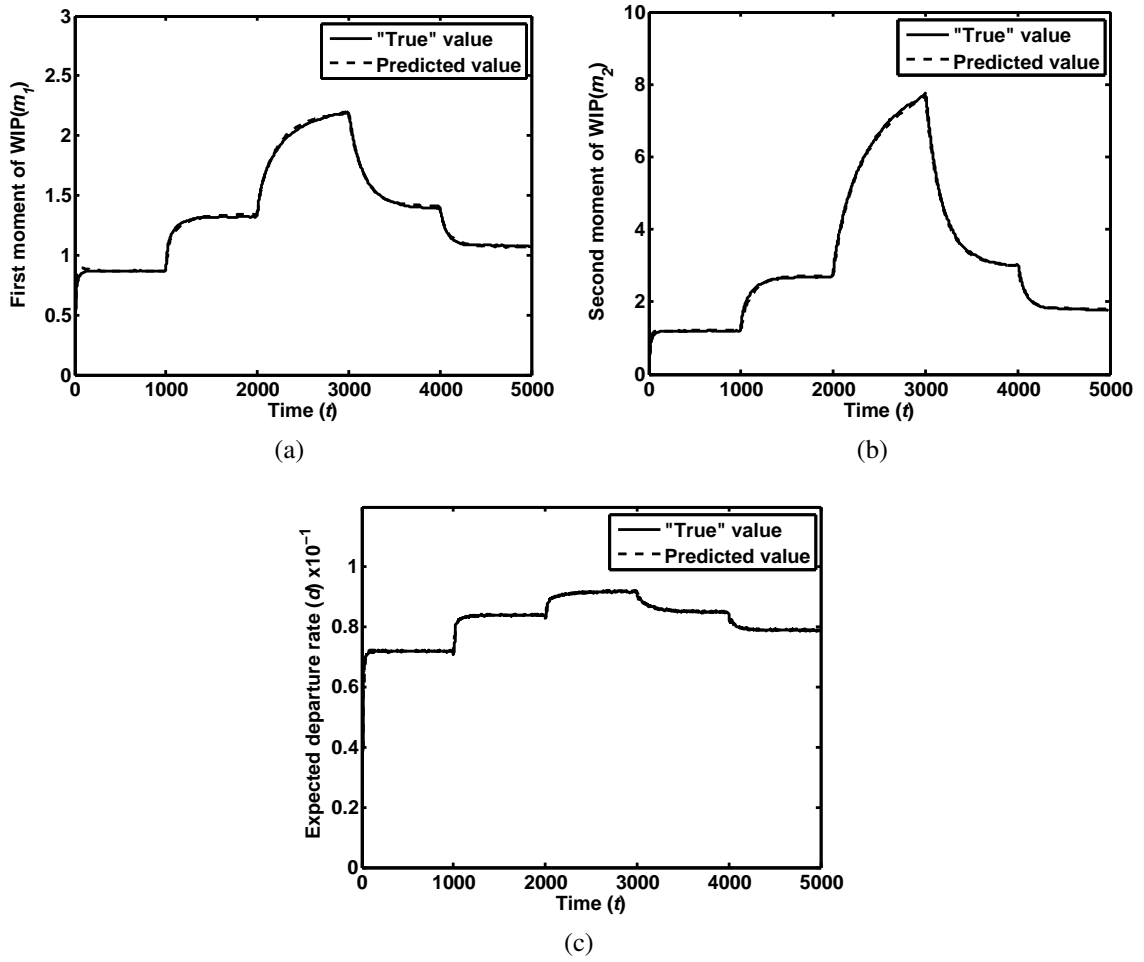 3
2.5
2
1.5
1
0.5
0
0 1000 2000 3000 4000 5000
First moment of WIP(m1)
Time (t)
"True" value
Predicted value
(a)
10
8
6
4
2
0
0 1000 2000 3000 4000 5000
Second moment of WIP(m2)
Time (t)
"True" value
Predicted value
(b)
1
0.8
0.6
0.4
0.2
0
0 1000 2000 3000 4000 5000
Expected departure rate (d) x10−1
Time (t)
"True" value
Predicted value
(c)